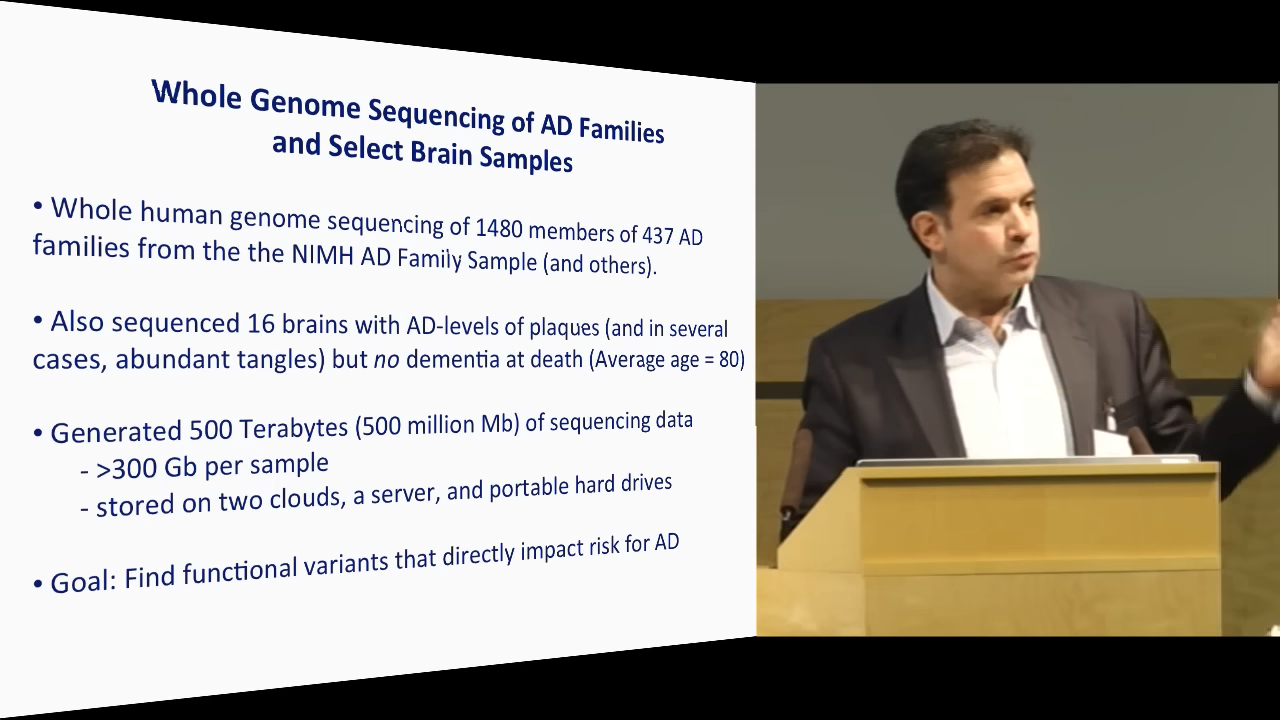 Whole Genome Sequencing of AD Families
and Select Brain Samples
• Whole human genome sequencing of 1480 members of 437 AD
families from the the NIMH AD Family Sample (and others).
• Also sequenced 16 brains with AD-levels of plaques (and in several
cases, abundant tangles) but no dementia at death (Average age = 80)
• Generated 500 Terabytes (500 million Mb) of sequencing data
- >300 Gb per sample
- stored on two clouds, a server, and portable hard drives
• Goal: Find functional variants that directly impact risk for AD